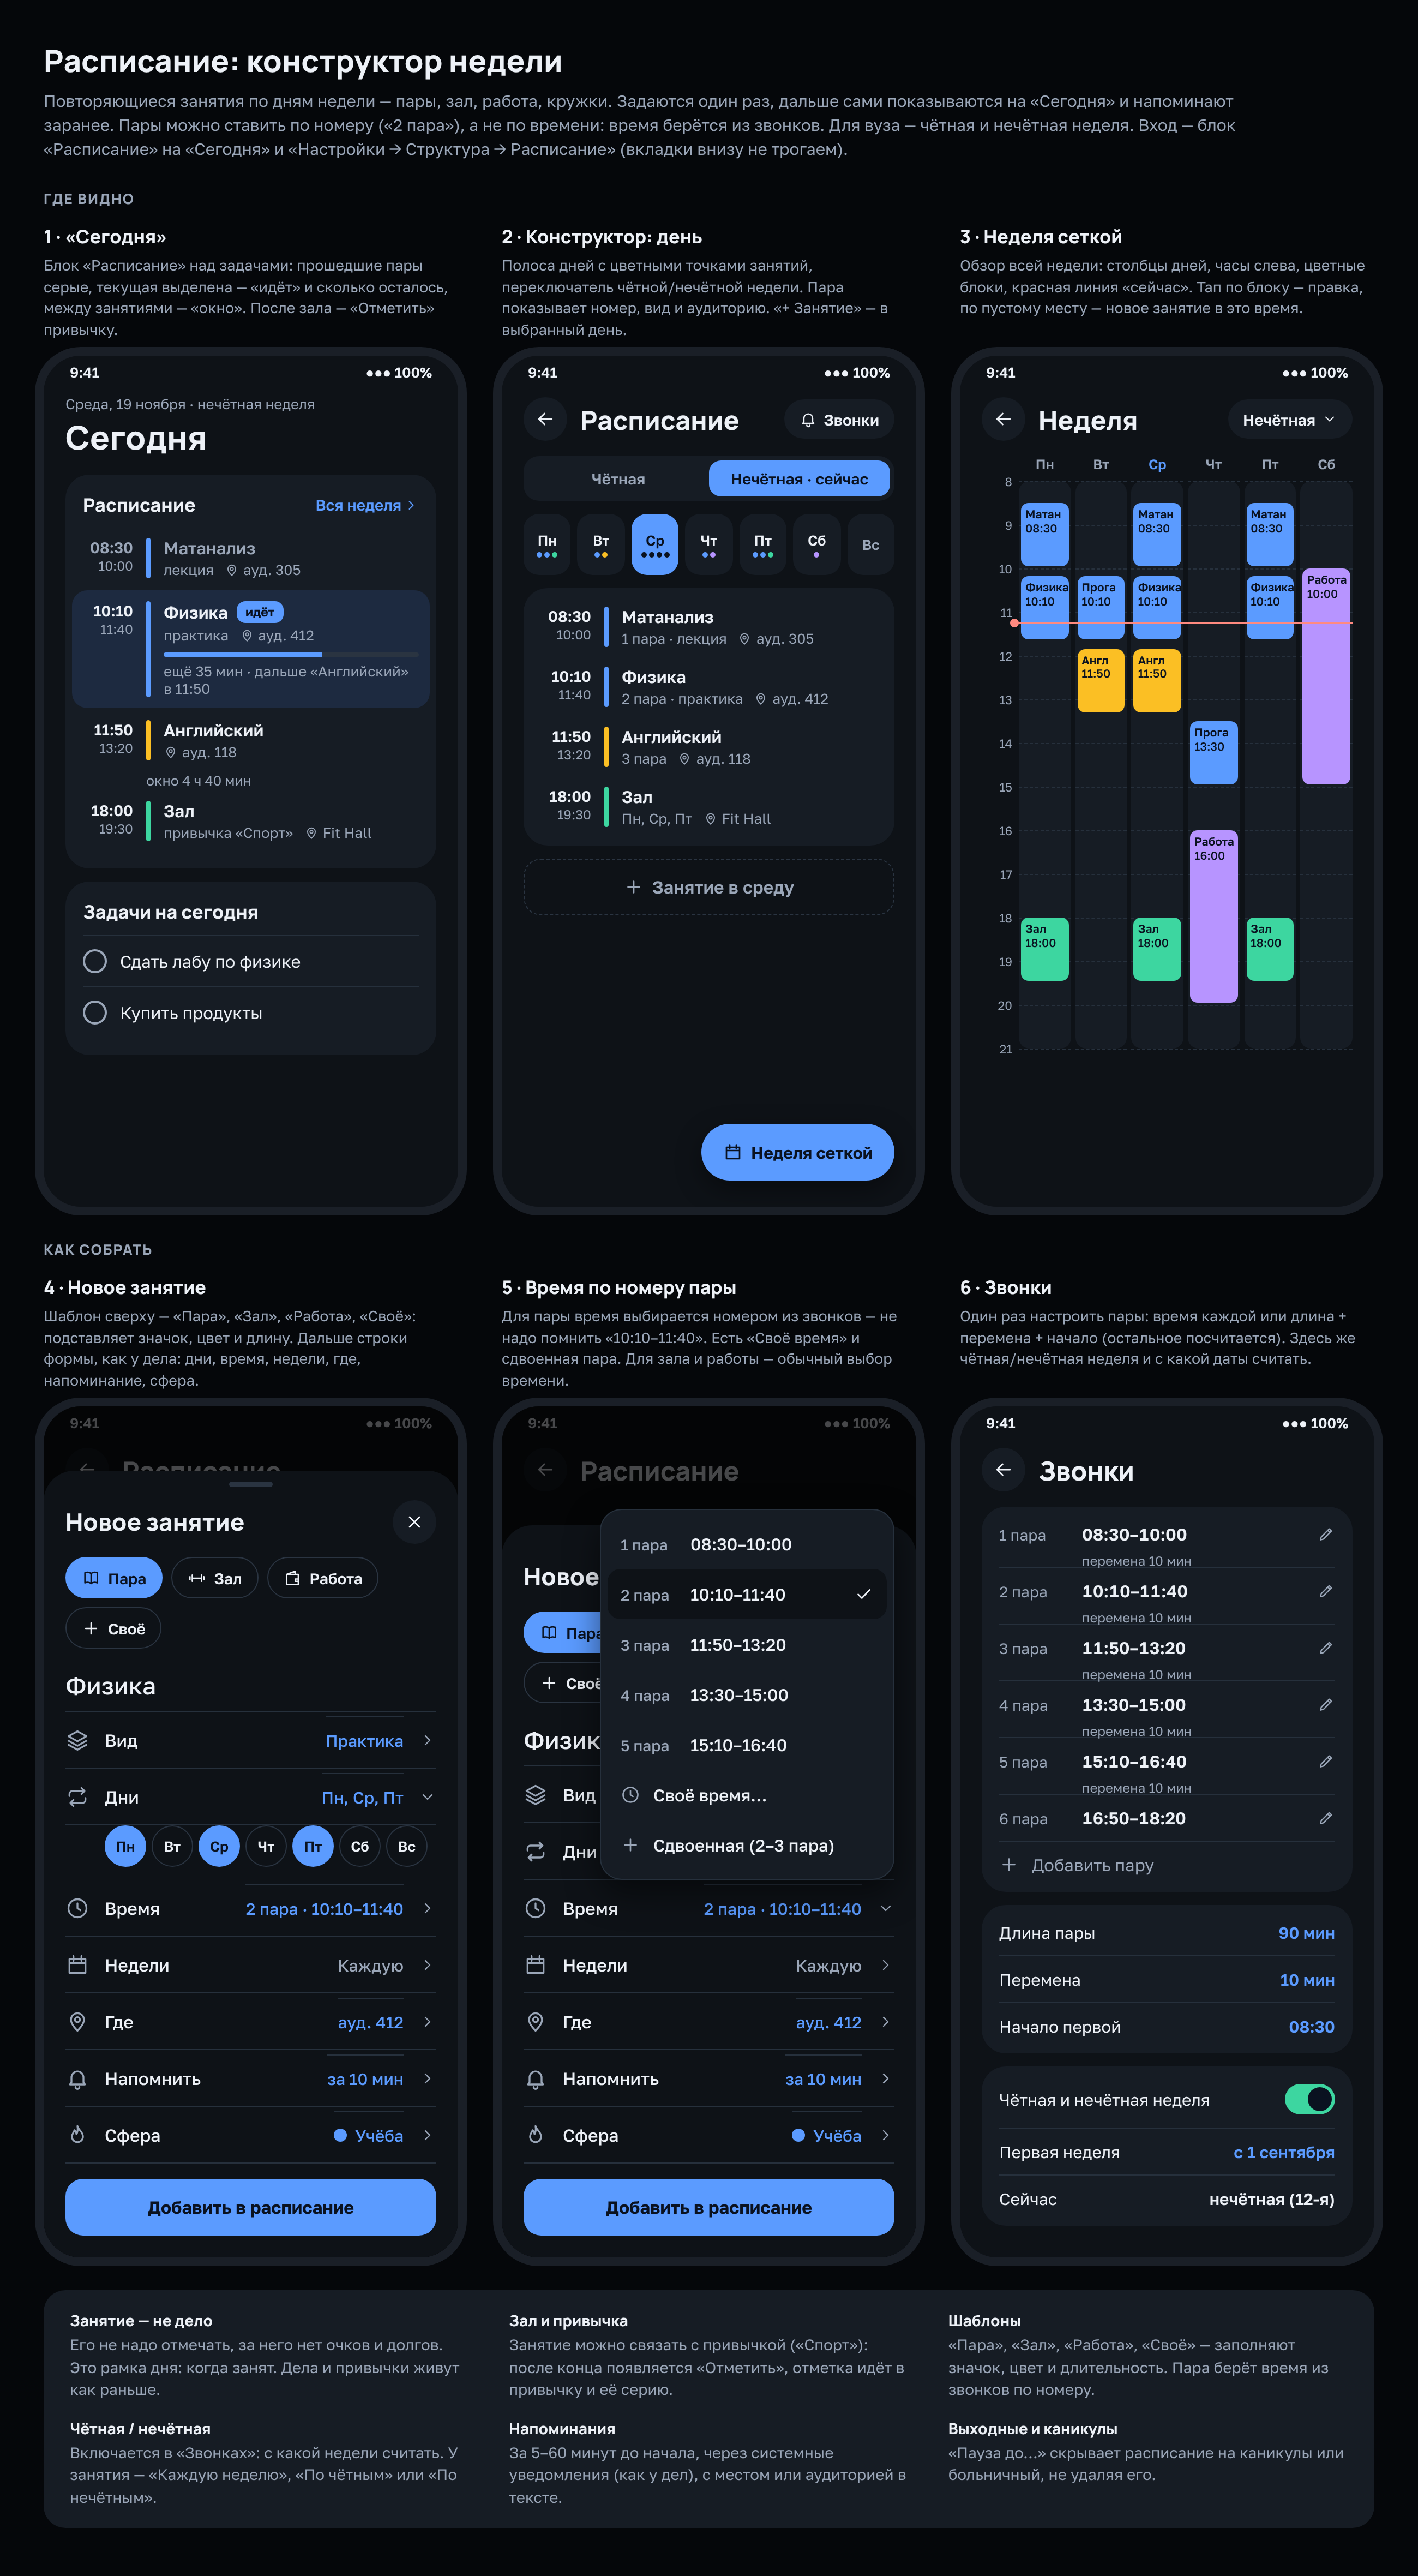 Расписание: конструктор недели
Повторяющиеся занятия по дням недели — пары, зал, работа, кружки. Задаются один раз, дальше сами показываются на «Сегодня» и напоминают
заранее. Пары можно ставить по номеру («2 пара»), а не по времени: время берётся из звонков. Для вуза — чётная и нечётная неделя. Вход — блок
«Расписание» на «Сегодня» и «Настройки → Структура → Расписание» (вкладки внизу не трогаем).
ГДЕ ВИДНО
1 · «Сегодня»
Блок «Расписание» над задачами: прошедшие пары
серые, текущая выделена — «идёт» и сколько осталось,
между занятиями — «окно». После зала — «Отметить»
привычку.
9:41
●●● 100%
Среда, 19 ноября · нечётная неделя
Сегодня
Расписание
Вся неделя
08:30 Матанализ
10:00 лекция ауд. 305
10:10 Физика идёт
11:40 практика ауд. 412
ещё 35 мин · дальше «Английский»
в 11:50
11:50 Английский
13:20 ауд. 118
окно 4 ч 40 мин
18:00 Зал
19:30 привычка «Спорт» Fit Hall
Задачи на сегодня
Сдать лабу по физике
Купить продукты
2 · Конструктор: день
Полоса дней с цветными точками занятий,
переключатель чётной/нечётной недели. Пара
показывает номер, вид и аудиторию. «+ Занятие» — в
выбранный день.
9:41
●●● 100%
Расписание
Звонки
Чётная
Нечётная · сейчас
Пн Вт Ср Чт Пт Сб Вс
08:30 Матанализ
10:00 1 пара · лекция ауд. 305
10:10 Физика
11:40 2 пара · практика ауд. 412
11:50 Английский
13:20 3 пара ауд. 118
18:00 Зал
19:30 Пн, Ср, Пт Fit Hall
Занятие в среду
Неделя сеткой
3 · Неделя сеткой
Обзор всей недели: столбцы дней, часы слева, цветные
блоки, красная линия «сейчас». Тап по блоку — правка,
по пустому месту — новое занятие в это время.
9:41
●●● 100%
Неделя
Нечётная
Пн Вт Ср Чт Пт Сб
8
Матан Матан Матан
9 08:30 08:30 08:30
10
Работа
10:00
Физика Прога Физика Физика
10:10 10:10 10:10 10:10
11
12
Англ Англ
11:50 11:50
13
Прога
13:30
14
15
16
Работа
16:00
17
18
Зал Зал Зал
18:00 18:00 18:00
19
20
21
КАК СОБРАТЬ
4 · Новое занятие
Шаблон сверху — «Пара», «Зал», «Работа», «Своё»:
подставляет значок, цвет и длину. Дальше строки
формы, как у дела: дни, время, недели, где,
напоминание, сфера.
9:41
●●● 100%
Расписание
Новое занятие
Пара
Зал
Работа
Своё
Физика
Вид Практика
Дни Пн, Ср, Пт
Пн Вт Ср Чт Пт Сб Вс
Время 2 пара · 10:10–11:40
Недели Каждую
Где ауд. 412
Напомнить за 10 мин
Сфера Учёба
Добавить в расписание
5 · Время по номеру пары
Для пары время выбирается номером из звонков — не
надо помнить «10:10–11:40». Есть «Своё время» и
сдвоенная пара. Для зала и работы — обычный выбор
времени.
9:41
●●● 100%
Расписание
Новое
Пара
Своё
Физик
Вид
Дни
1 пара 08:30–10:00
2 пара 10:10–11:40
3 пара 11:50–13:20
4 пара 13:30–15:00
5 пара 15:10–16:40
Своё время…
Сдвоенная (2–3 пара)
Время 2 пара · 10:10–11:40
Недели Каждую
Где ауд. 412
Напомнить за 10 мин
Сфера Учёба
Добавить в расписание
6 · Звонки
Один раз настроить пары: время каждой или длина +
перемена + начало (остальное посчитается). Здесь же
чётная/нечётная неделя и с какой даты считать.
9:41
●●● 100%
Звонки
1 пара 08:30–10:00
перемена 10 мин
2 пара 10:10–11:40
перемена 10 мин
3 пара 11:50–13:20
перемена 10 мин
4 пара 13:30–15:00
перемена 10 мин
5 пара 15:10–16:40
перемена 10 мин
6 пара 16:50–18:20
Добавить пару
Длина пары 90 мин
Перемена 10 мин
Начало первой 08:30
Чётная и нечётная неделя
Первая неделя с 1 сентября
Сейчас нечётная (12-я)
Занятие — не дело
Его не надо отмечать, за него нет очков и долгов.
Это рамка дня: когда занят. Дела и привычки живут
как раньше.
Зал и привычка
Занятие можно связать с привычкой («Спорт»):
после конца появляется «Отметить», отметка идёт в
привычку и её серию.
Шаблоны
«Пара», «Зал», «Работа», «Своё» — заполняют
значок, цвет и длительность. Пара берёт время из
звонков по номеру.
Чётная / нечётная
Включается в «Звонках»: с какой недели считать. У
занятия — «Каждую неделю», «По чётным» или «По
нечётным».
Напоминания
За 5–60 минут до начала, через системные
уведомления (как у дел), с местом или аудиторией в
тексте.
Выходные и каникулы
«Пауза до…» скрывает расписание на каникулы или
больничный, не удаляя его.